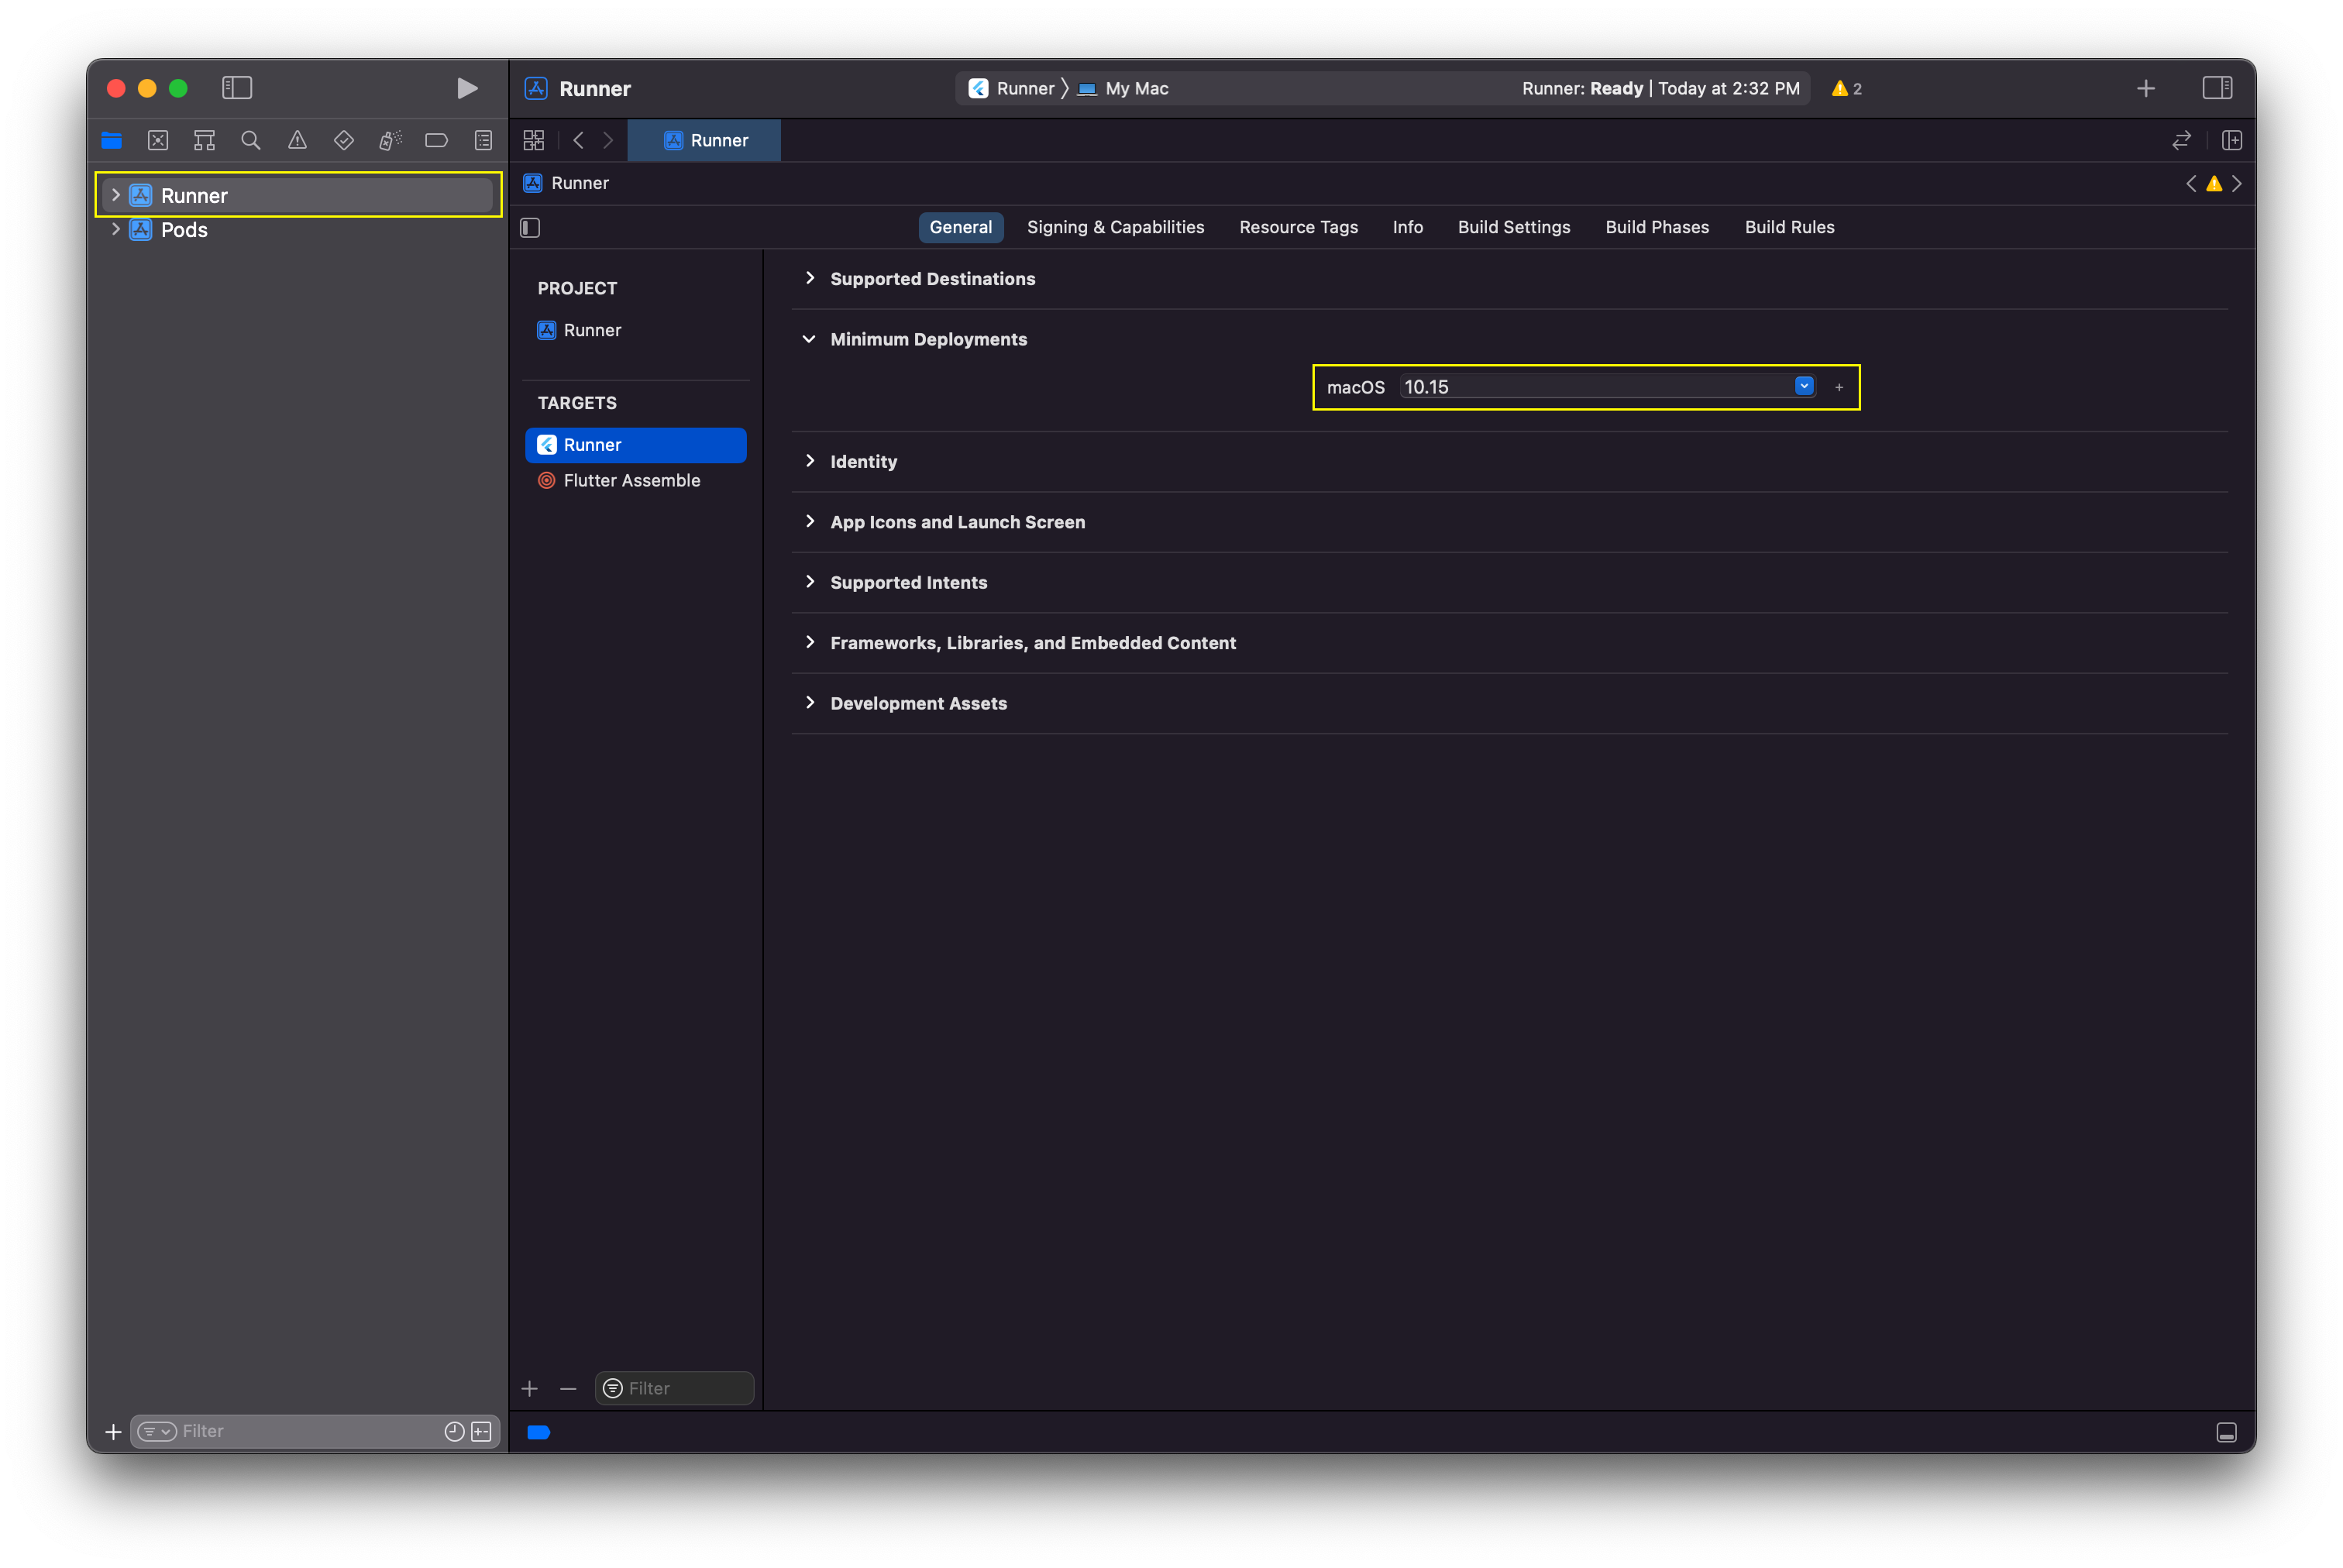 Runner
Runner 〉 My Mac
Runner: Ready | Today at 2:32 PM
2
Runner
Runner
Pods
Runner
General
Signing & Capabilities
Resource Tags
Info
Build Settings
Build Phases
Build Rules
PROJECT
Runner
TARGETS
Runner
Flutter Assemble
Supported Destinations
Minimum Deployments
macOS 10.15
Identity
App Icons and Launch Screen
Supported Intents
Frameworks, Libraries, and Embedded Content
Development Assets
Filter
Filter